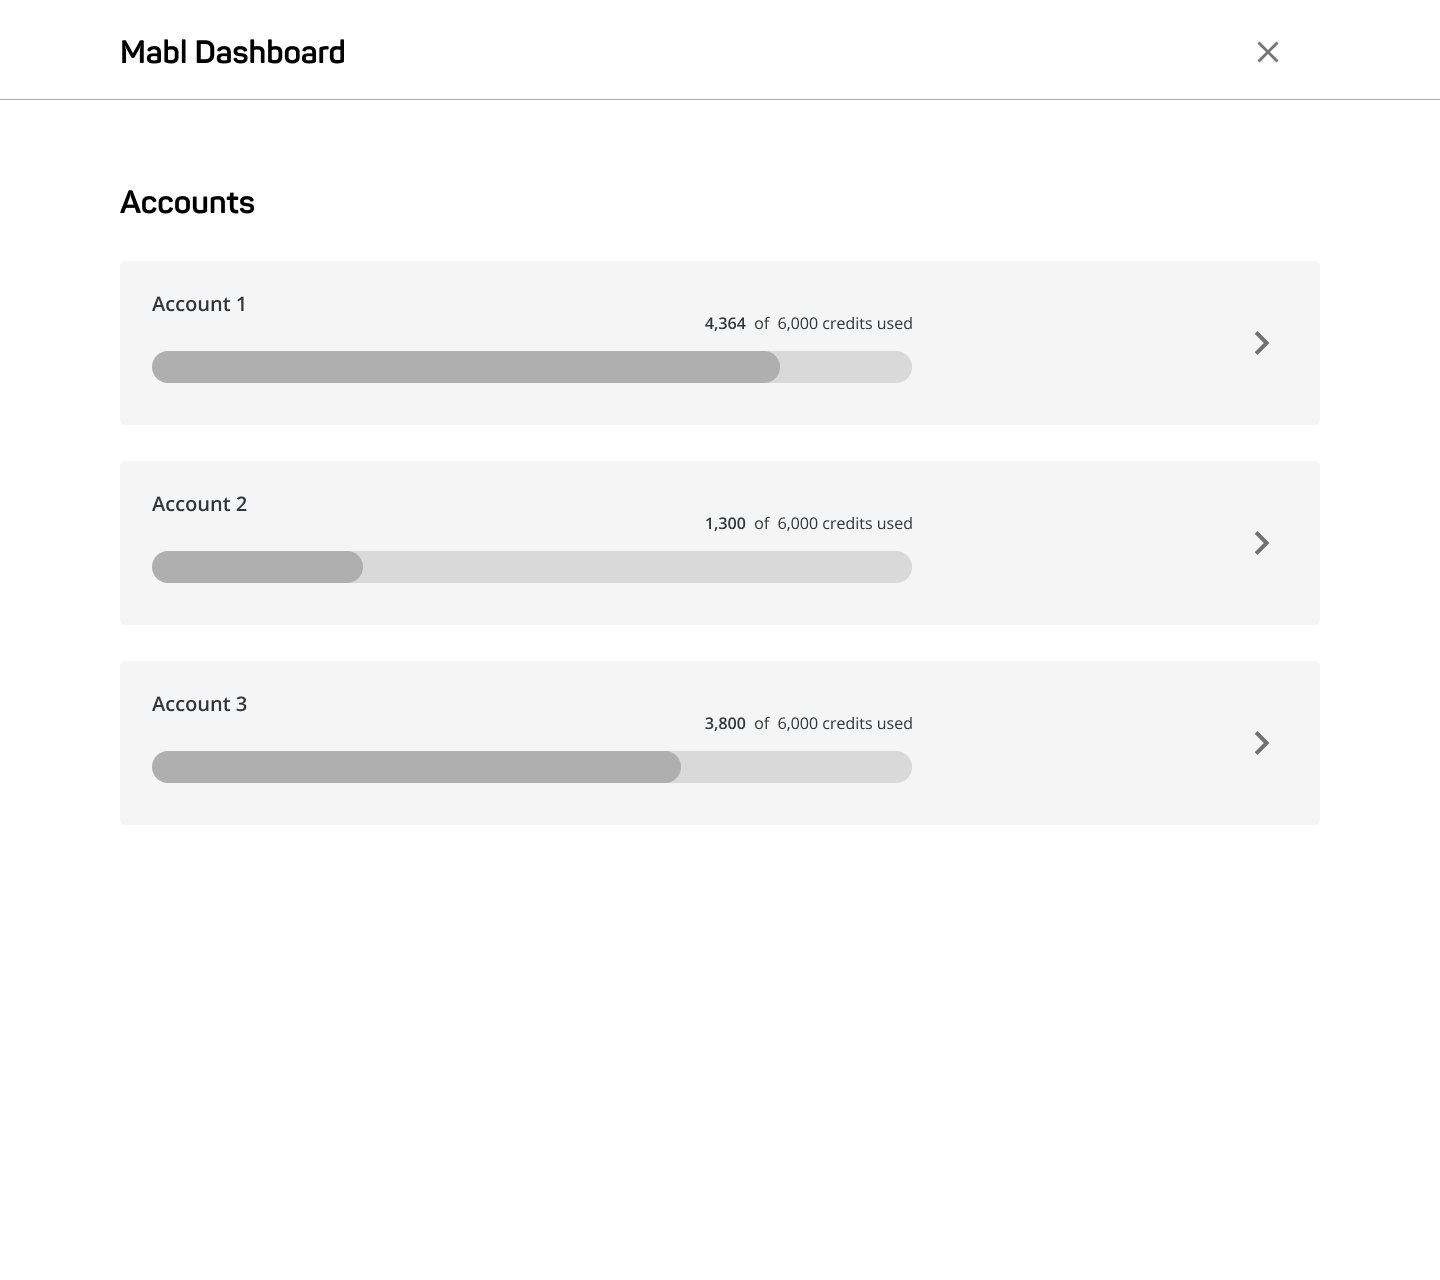 Mabl Dashboard
Accounts
Account 1
4,364 of 6,000 credits used
Account 2
1,300 of 6,000 credits used
Account 3
3,800 of 6,000 credits used